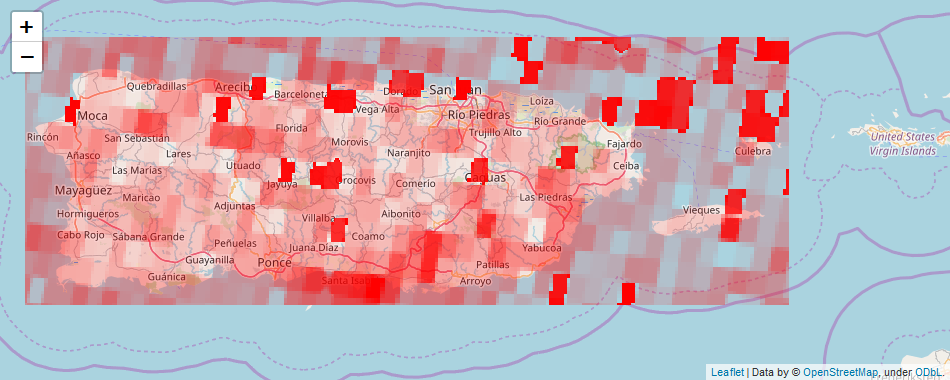 +
−
Quebradillas
Arecibo
Barceloneta
Dorado
San Juan
Loiza
Moca
Vega Alta
Río Piedras
Río Grande
Rincón
San Sebastián
Florida
Morovis
Trujillo Alto
Fajardo
Añasco
Lares
Naranjito
Culebra
Las Marías
Utuado
Ceiba
Mayagüez
Maricao
Jayuya
Orocovis
Comerio
Caguas
Las Piedras
Hormigueros
Adjuntas
Villalba
Aibonito
Vieques
Cabo Rojo
Sábana Grande
Peñuelas
Juana Díaz
Coamo
Yabucoa
Guayanilla
Ponce
Patillas
Guánica
Santa Isabel
Arroyo
United States
Virgin Islands
Leaflet | Data by © OpenStreetMap, under ODbL.